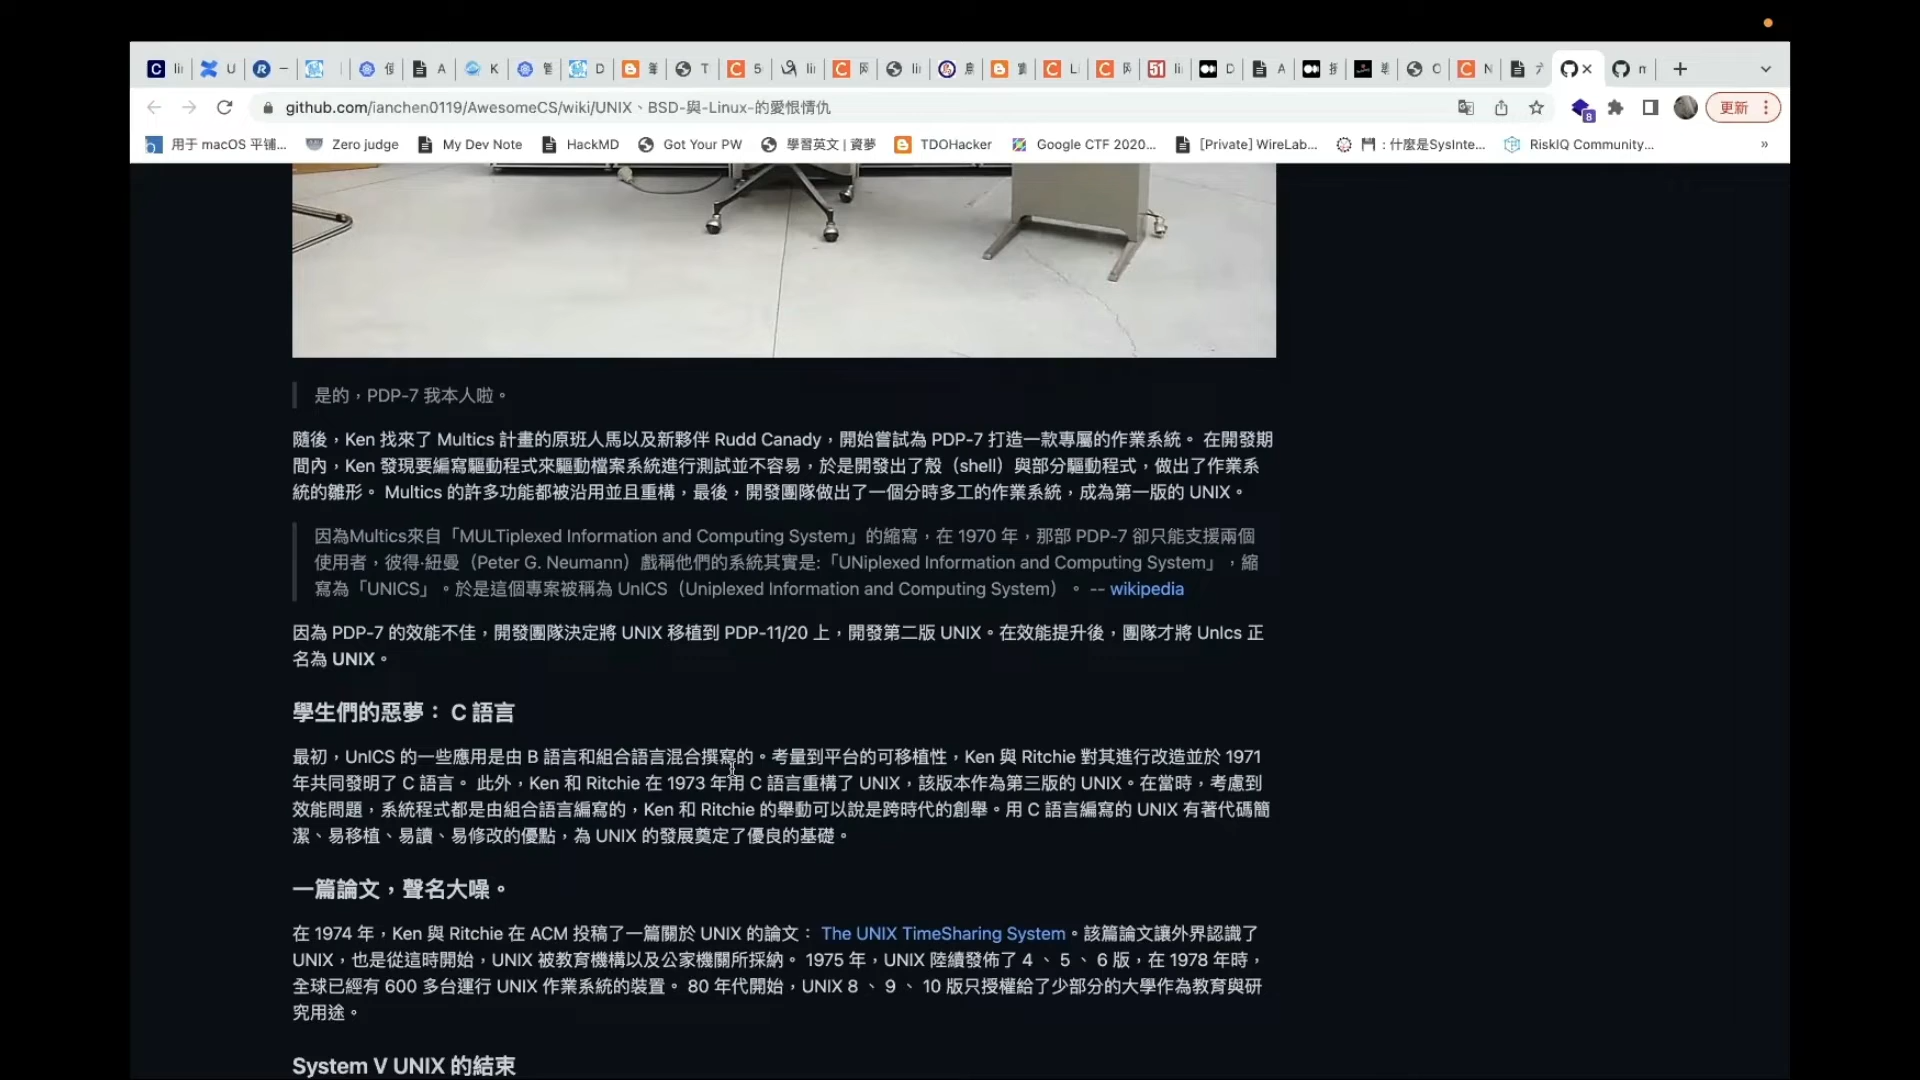 github.com/ianchen0119/AwesomeCS/wiki/UNIX、BSD-與-Linux-的愛恨情仇
更新
用于 macOS 平铺...
Zero judge
My Dev Note
HackMD
Got Your PW
學習英文 | 資夢
TDOHacker
Google CTF 2020...
[Private] WireLab...
: 什麼是SysInte...
RiskIQ Community...
»
是的，PDP-7 我本人啦。
隨後，Ken 找來了 Multics 計畫的原班人馬以及新夥伴 Rudd Canady，開始嘗試為 PDP-7 打造一款專屬的作業系統。 在開發期
間內，Ken 發現要編寫驅動程式來驅動檔案系統進行測試並不容易，於是開發出了殼（shell）與部分驅動程式，做出了作業系
統的雛形。 Multics 的許多功能都被沿用並且重構，最後，開發團隊做出了一個分時多工的作業系統，成為第一版的 UNIX。
因為Multics來自「MULTiplexed Information and Computing System」的縮寫，在 1970 年，那部 PDP-7 卻只能支援兩個
使用者，彼得·紐曼（Peter G. Neumann）戲稱他們的系統其實是:「UNiplexed Information and Computing System」，縮
寫為「UNICS」。於是這個專案被稱為 UnICS（Uniplexed Information and Computing System）。 -- wikipedia
因為 PDP-7 的效能不佳，開發團隊決定將 UNIX 移植到 PDP-11/20 上，開發第二版 UNIX。在效能提升後，團隊才將 UnIcs 正
名為 UNIX。
學生們的惡夢： C 語言
最初，UnICS 的一些應用是由 B 語言和組合語言混合撰寫的。考量到平台的可移植性，Ken 與 Ritchie 對其進行改造並於 1971
年共同發明了 C 語言。 此外，Ken 和 Ritchie 在 1973 年用 C 語言重構了 UNIX，該版本作為第三版的 UNIX。在當時，考慮到
效能問題，系統程式都是由組合語言編寫的，Ken 和 Ritchie 的舉動可以說是跨時代的創舉。用 C 語言編寫的 UNIX 有著代碼簡
潔、易移植、易讀、易修改的優點，為 UNIX 的發展奠定了優良的基礎。
一篇論文，聲名大噪。
在 1974 年，Ken 與 Ritchie 在 ACM 投稿了一篇關於 UNIX 的論文： The UNIX TimeSharing System。該篇論文讓外界認識了
UNIX，也是從這時開始，UNIX 被教育機構以及公家機關所採納。 1975 年，UNIX 陸續發佈了 4 、 5 、 6 版，在 1978 年時，
全球已經有 600 多台運行 UNIX 作業系統的裝置。 80 年代開始，UNIX 8 、 9 、 10 版只授權給了少部分的大學作為教育與研
究用途。
System V UNIX 的結束